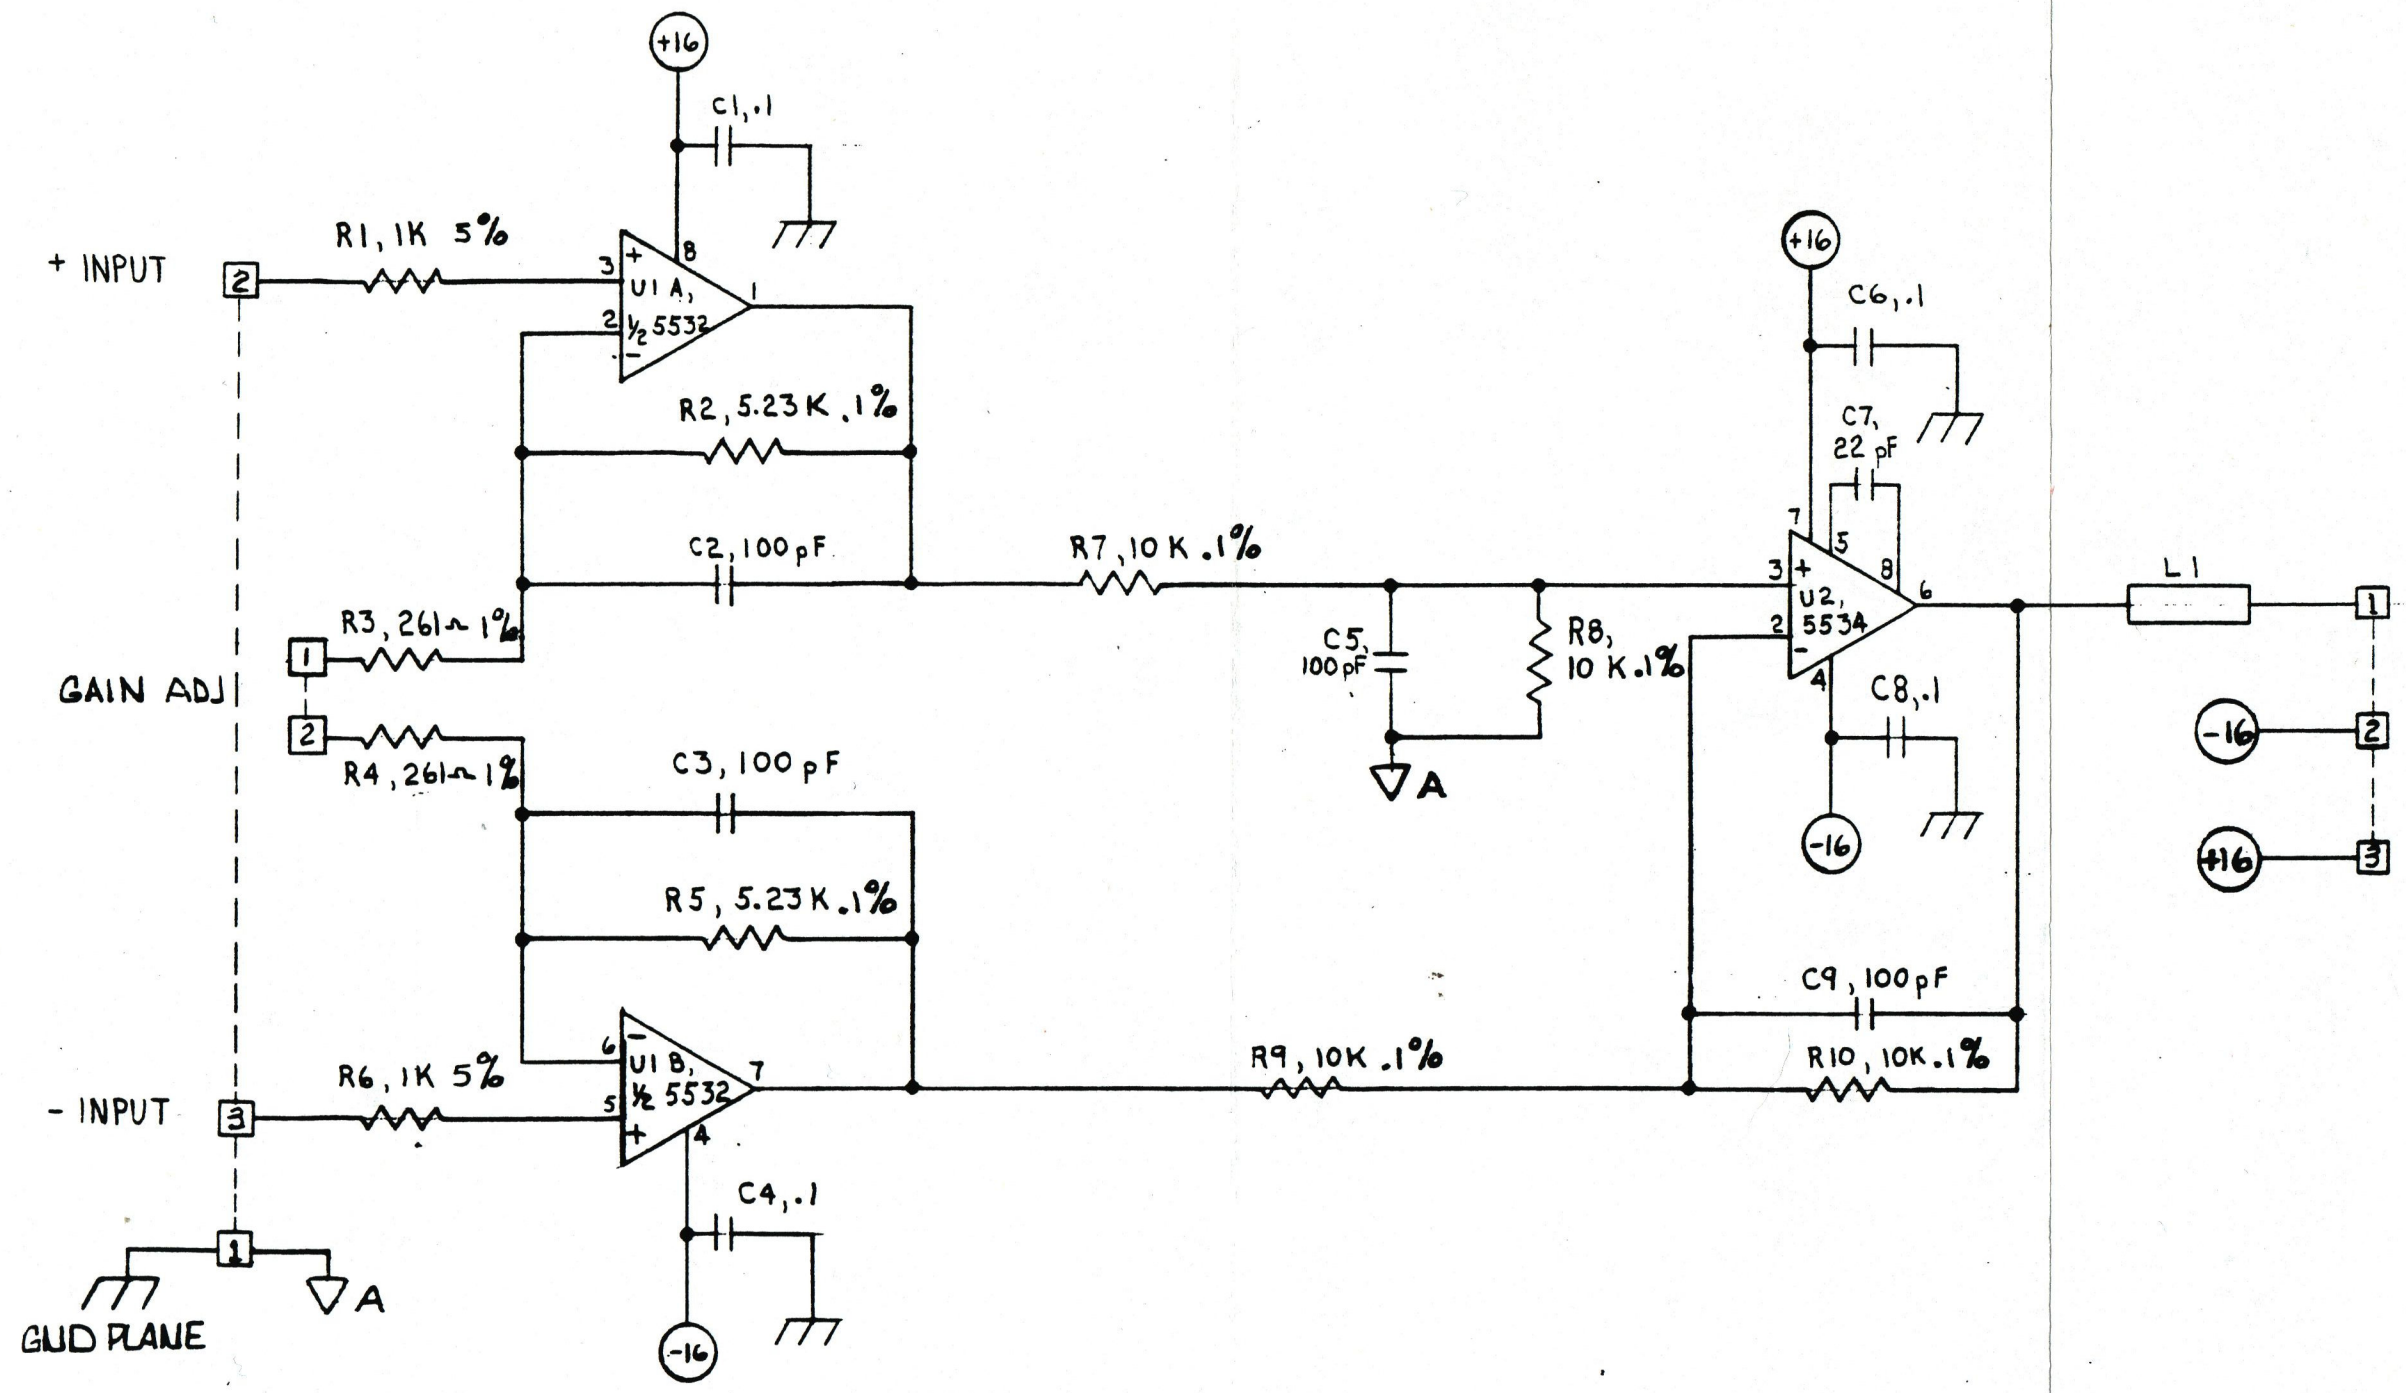 +16
C1, .1
R1, 1K 5%
+ INPUT
2
3
+
8
U1 A,
1
2
1/2 5532
-
R2, 5.23K .1%
C2, 100pF
R3, 261Ω 1%
1
GAIN ADJ
2
R4, 261Ω 1%
C3, 100pF
R5, 5.23K .1%
6
-
U1 B,
7
1/2 5532
5
+
4
R6, 1K 5%
- INPUT
3
C4, .1
-16
1
A
GND PLANE
R7, 10K .1%
C5,
100pF
R8,
10K .1%
A
R9, 10K .1%
+16
C6, .1
C7,
22 pF
7
5
8
3
+
U2,
6
2
5534
-
4
C8, .1
-16
C9, 100pF
R10, 10K .1%
L1
1
-16
2
+16
3